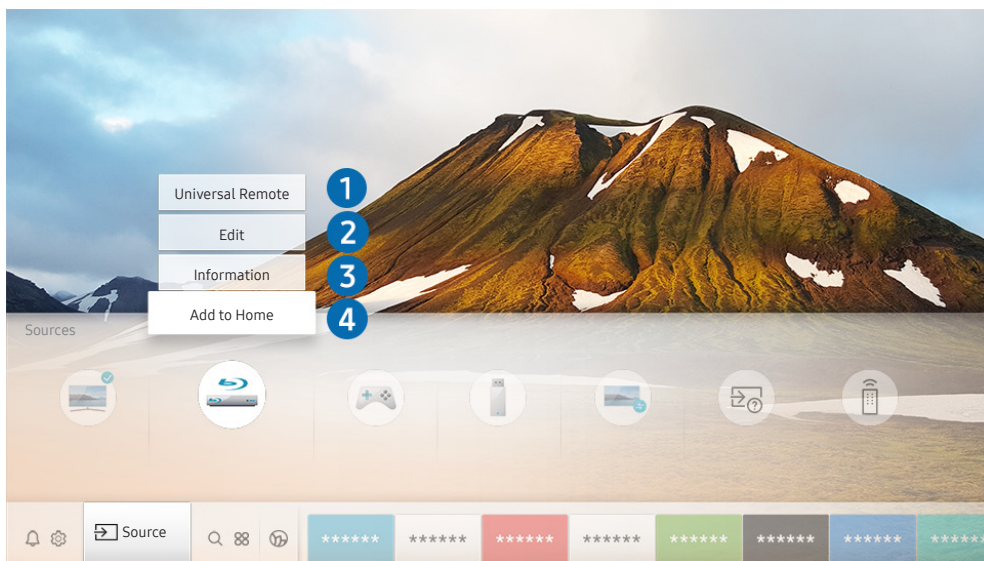 Universal Remote 1
Edit 2
Information 3
Add to Home 4
Sources
?
Source ****** ****** ****** ****** ****** ****** ****** ******